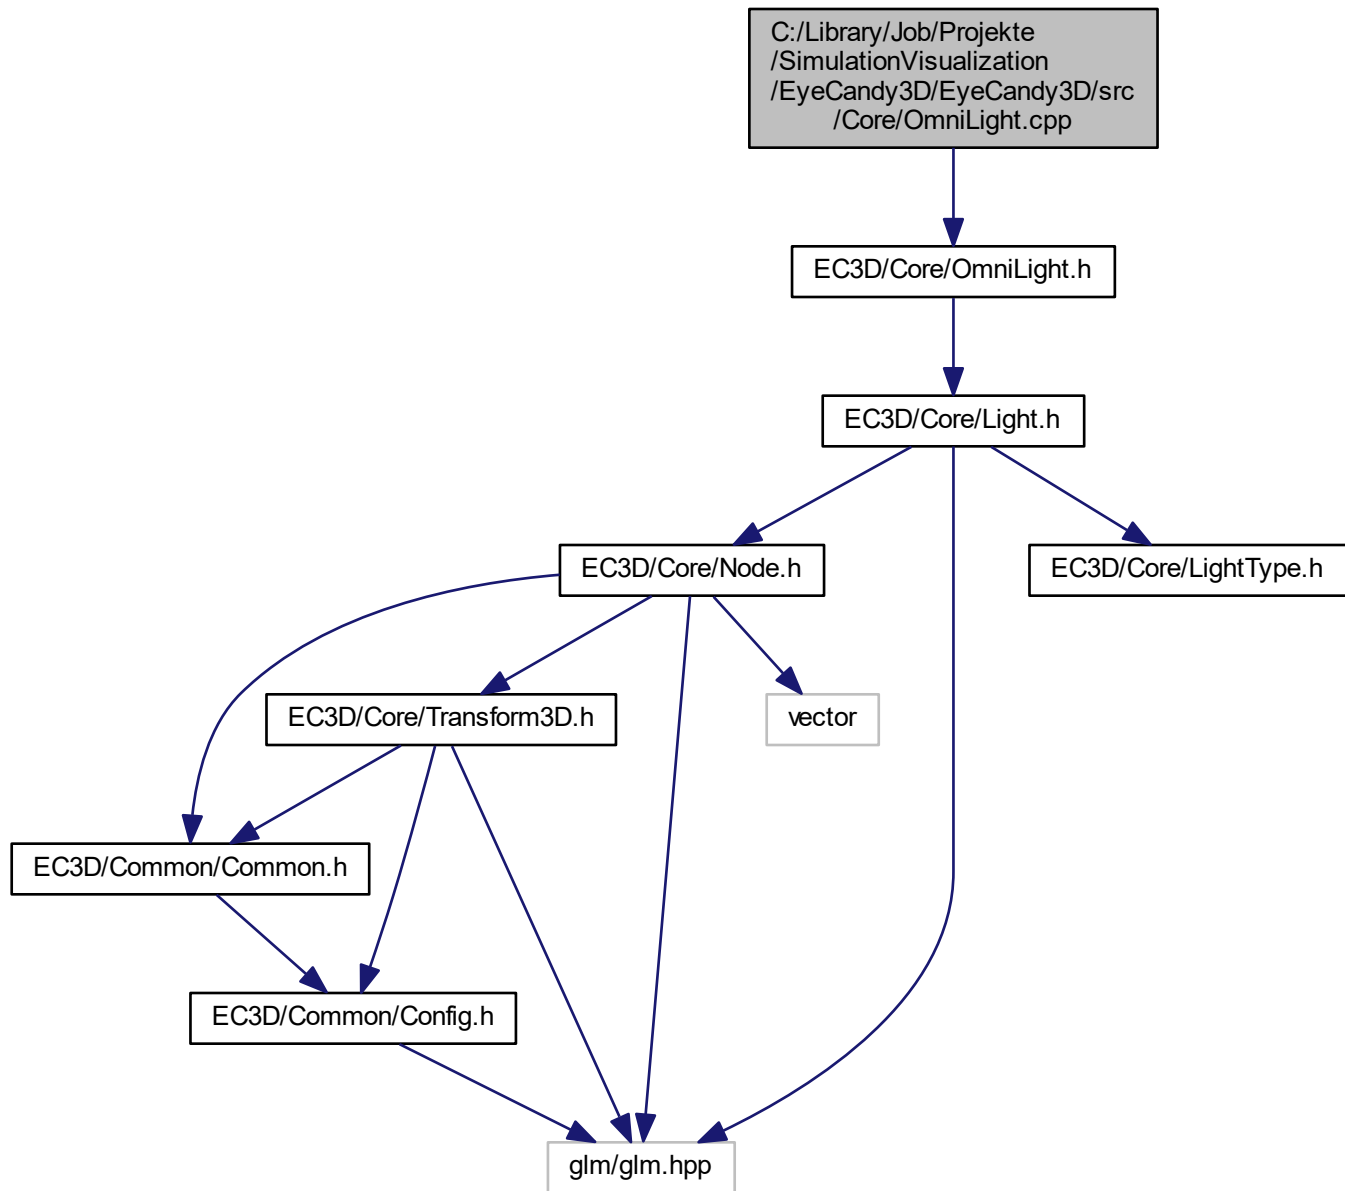 C:/Library/Job/Projekte
/SimulationVisualization
/EyeCandy3D/EyeCandy3D/src
/Core/OmniLight.cpp
EC3D/Core/OmniLight.h
EC3D/Core/Light.h
EC3D/Core/Node.h
EC3D/Core/LightType.h
EC3D/Core/Transform3D.h
vector
EC3D/Common/Common.h
EC3D/Common/Config.h
glm/glm.hpp